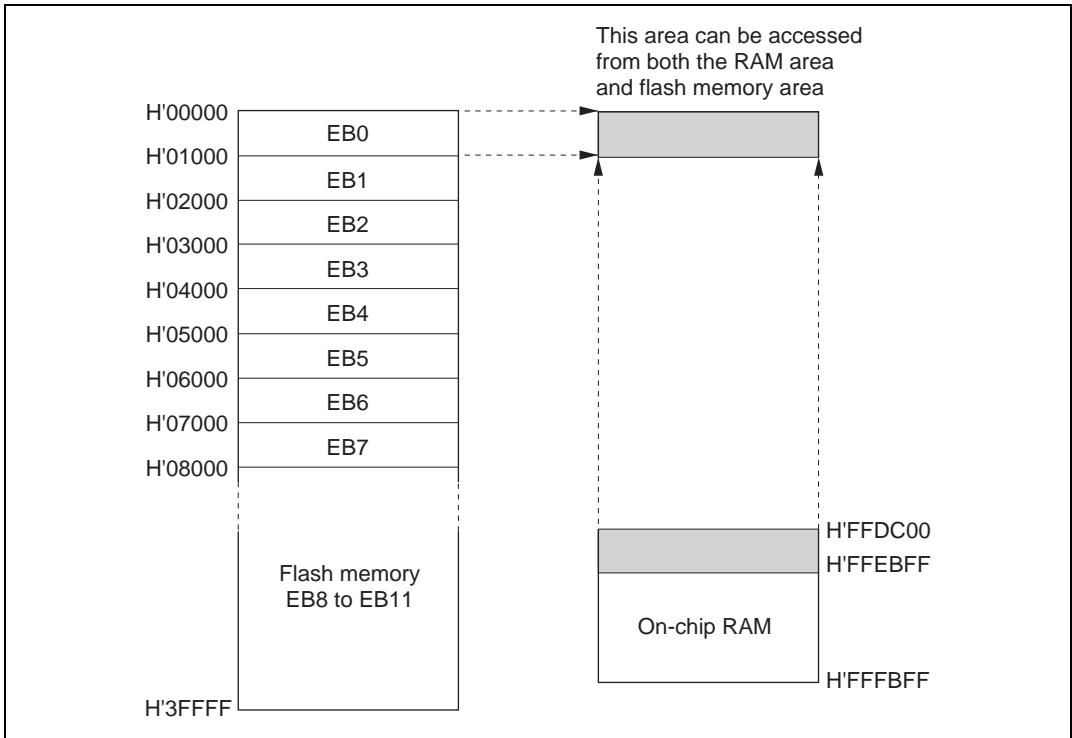 This area can be accessed
from both the RAM area
and flash memory area
H'00000
EB0
H'01000
EB1
H'02000
EB2
H'03000
EB3
H'04000
EB4
H'05000
EB5
H'06000
EB6
H'07000
EB7
H'08000
H'FFDC00
H'FFEBFF
Flash memory
EB8 to EB11
On-chip RAM
H'FFFBFF
H'3FFFF